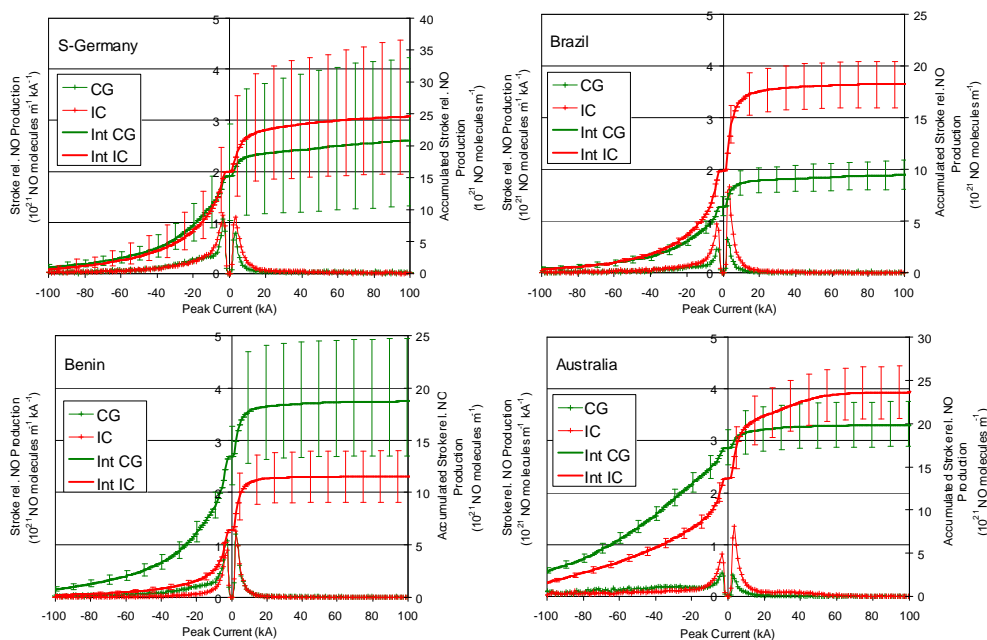 S-Germany
CG
IC
Int CG
Int IC
Stroke rel. NO Production
(10^21 NO molecules m^1 kA^-1)
5
4
3
2
1
0
40
35
30
25
20
15
10
5
0
Accumulated Stroke rel. NO
Production
(10^21 NO molecules m^-1)
-100 -80 -60 -40 -20 0 20 40 60 80 100
Peak Current (kA)
Brazil
CG
IC
Int CG
Int IC
Stroke rel. NO Production
(10^21 NO molecules m^1 kA^-1)
5
4
3
2
1
0
25
20
15
10
5
0
Accumulated Stroke rel. NO
Production
(10^21 NO molecules m^-1)
-100 -80 -60 -40 -20 0 20 40 60 80 100
Peak Current (kA)
Benin
CG
IC
Int CG
Int IC
Stroke rel. NO Production
(10^21 NO molecules m^1 kA^-1)
5
4
3
2
1
0
25
20
15
10
5
0
Accumulated Stroke rel. NC
Production
(10^21 NO molecules m^-1)
-100 -80 -60 -40 -20 0 20 40 60 80 100
Peak Current (kA)
Australia
CG
IC
Int CG
Int IC
Stroke rel. NO Production
(10^21 NO molecules m^1 kA^-1)
5
4
3
2
1
0
30
25
20
15
10
5
0
Accumulated Stroke rel. NO
Production
(10^21 NO molecules m^-1)
-100 -80 -60 -40 -20 0 20 40 60 80 100
Peak Current (kA)